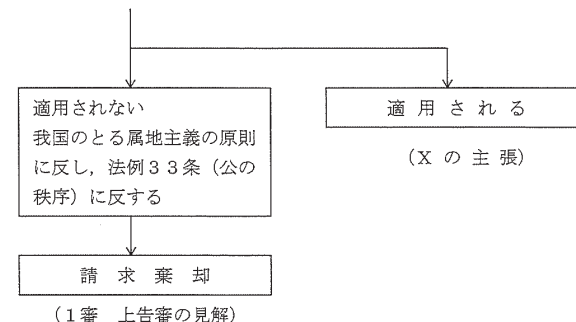 適用されない
我国のとる属地主義の原則
に反し，法例３３条（公の
秩序）に反する
適用される
（Xの主張）
請求棄却
（１審　上告審の見解）